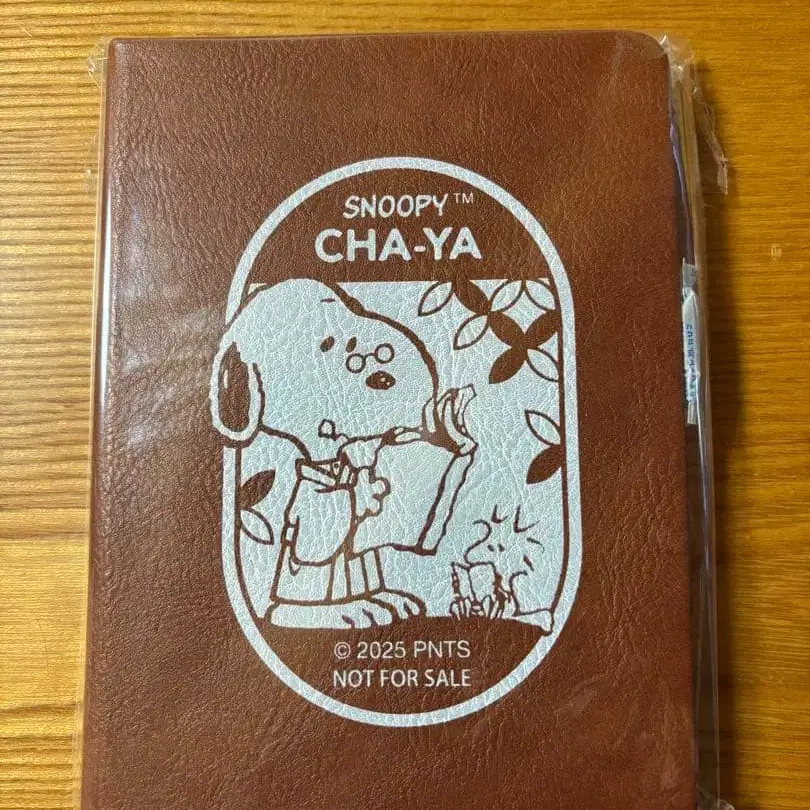 SNOOPY™
CHA-YA
© 2025 PNTS
NOT FOR SALE